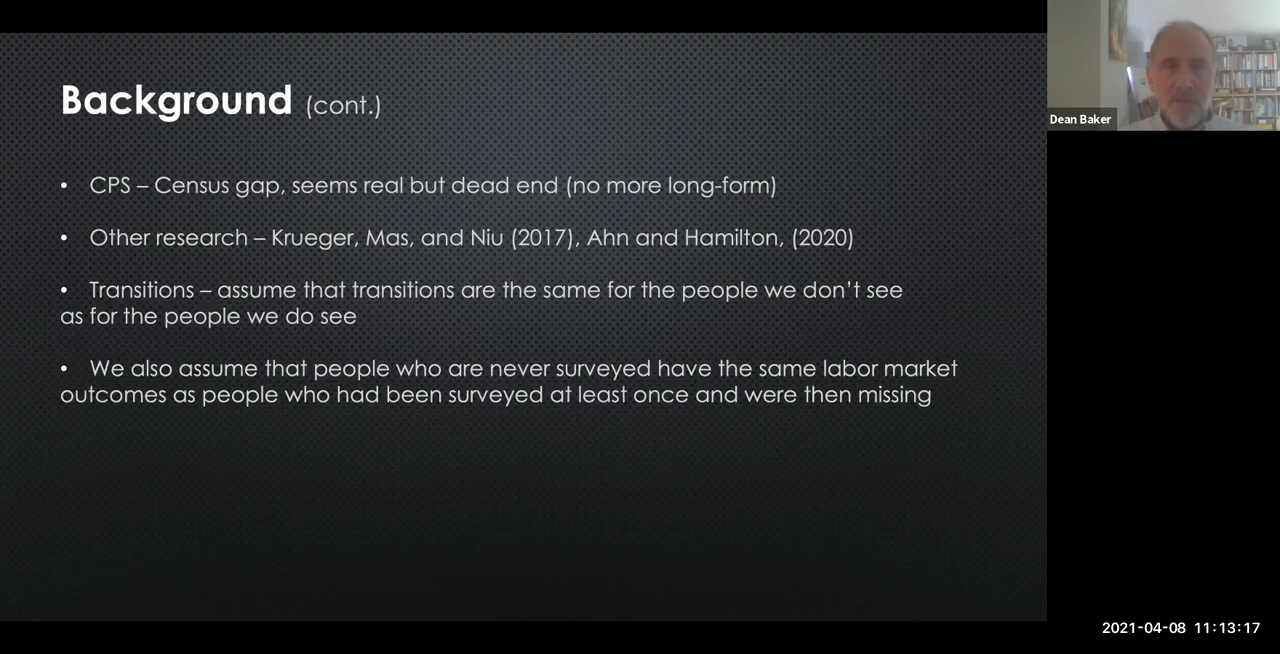 Background (cont.)
• CPS – Census gap, seems real but dead end (no more long-form)
• Other research – Krueger, Mas, and Niu (2017), Ahn and Hamilton, (2020)
• Transitions – assume that transitions are the same for the people we don’t see
as for the people we do see
• We also assume that people who are never surveyed have the same labor market
outcomes as people who had been surveyed at least once and were then missing
Dean Baker
2021-04-08 11:13:17